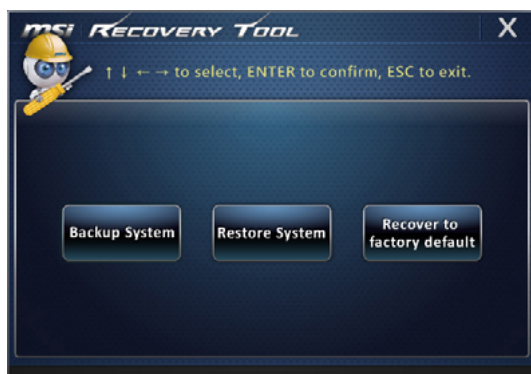 msi RECOVERY TOOL X
↑ ↓ ← → to select, ENTER to confirm, ESC to exit.
Backup System
Restore System
Recover to
factory default